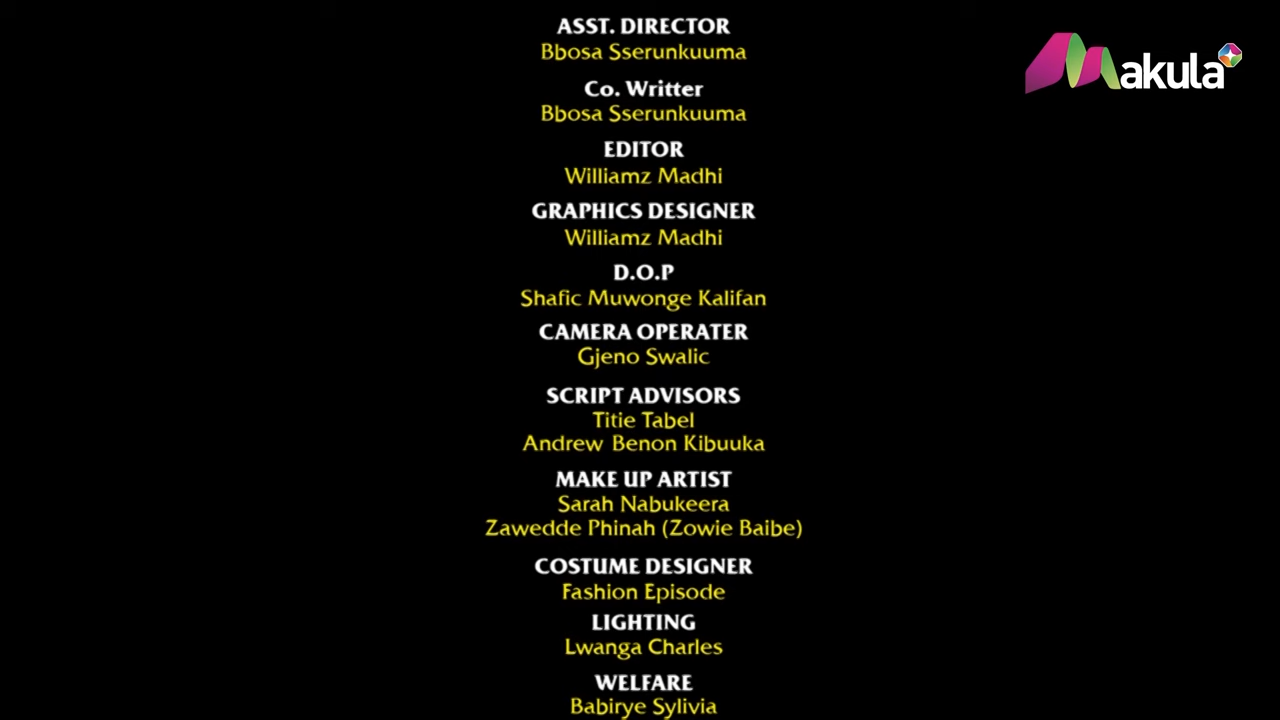 ASST. DIRECTOR
Bbosa Sserunkuuma
Makula
Co. Writter
Bbosa Sserunkuuma
EDITOR
Williamz Madhi
GRAPHICS DESIGNER
Williamz Madhi
D.O.P
Shafic Muwonge Kalifan
CAMERA OPERATER
Gjeno Swalic
SCRIPT ADVISORS
Titie Tabel
Andrew Benon Kibuuka
MAKE UP ARTIST
Sarah Nabukeera
Zawedde Phinah (Zowie Baibe)
COSTUME DESIGNER
Fashion Episode
LIGHTING
Lwanga Charles
WELFARE
Babirye Sylivia